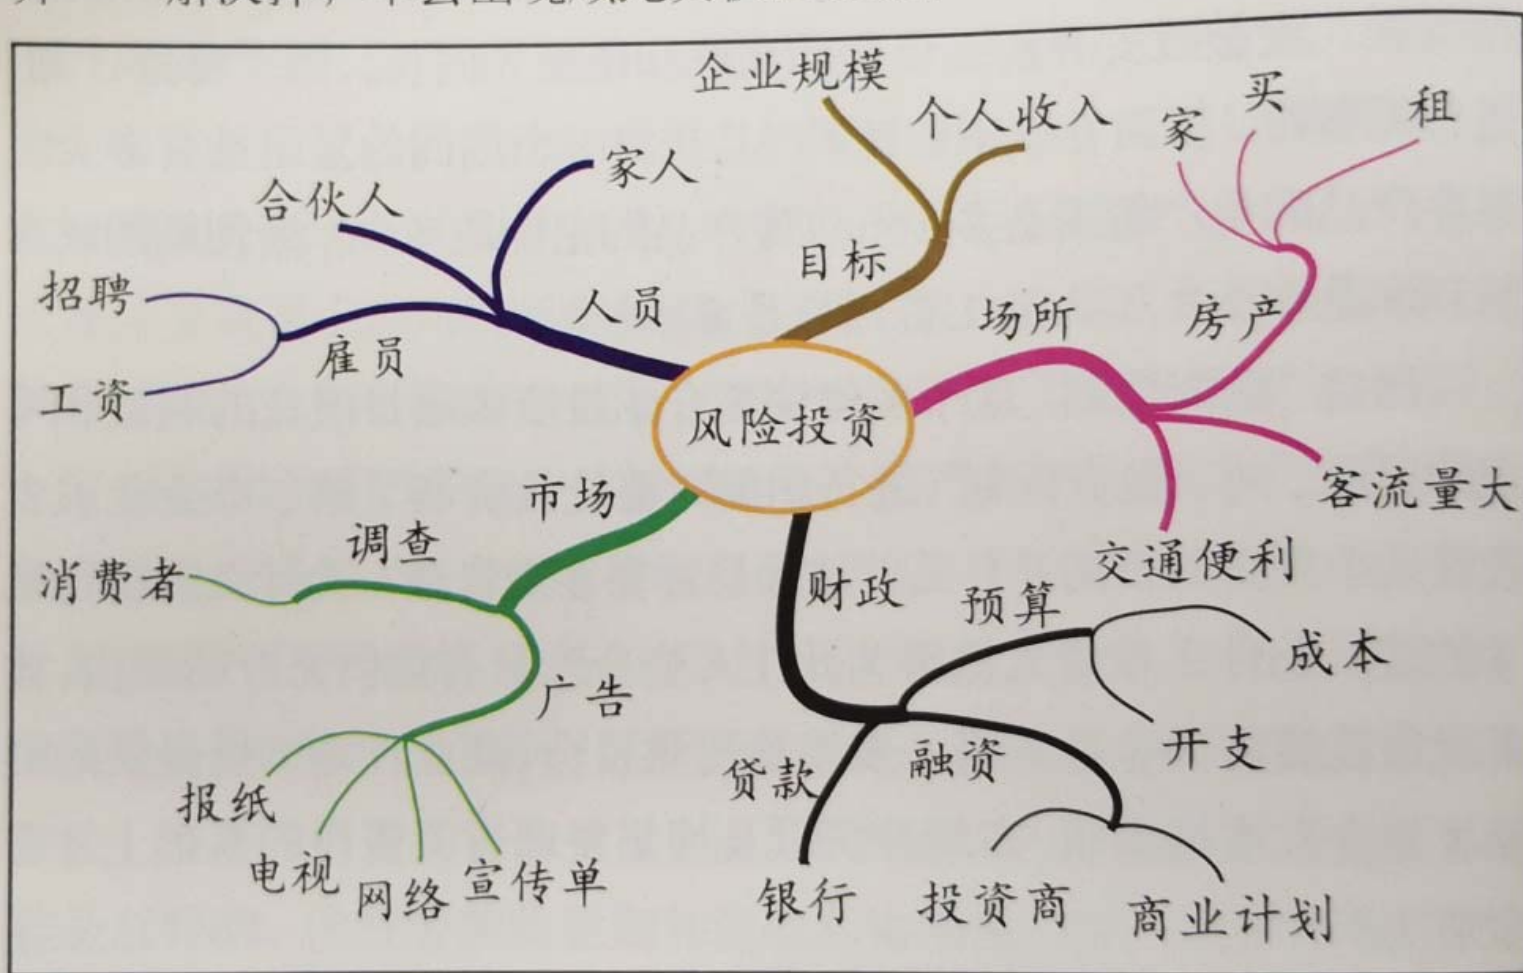 企业规模
个人收入
目标
家
买
租
房产
场所
客流量大
交通便利
家人
合伙人
人员
招聘
雇员
工资
风险投资
市场
调查
消费者
广告
报纸
电视
网络
宣传单
财政
预算
成本
开支
融资
贷款
银行
投资商
商业计划